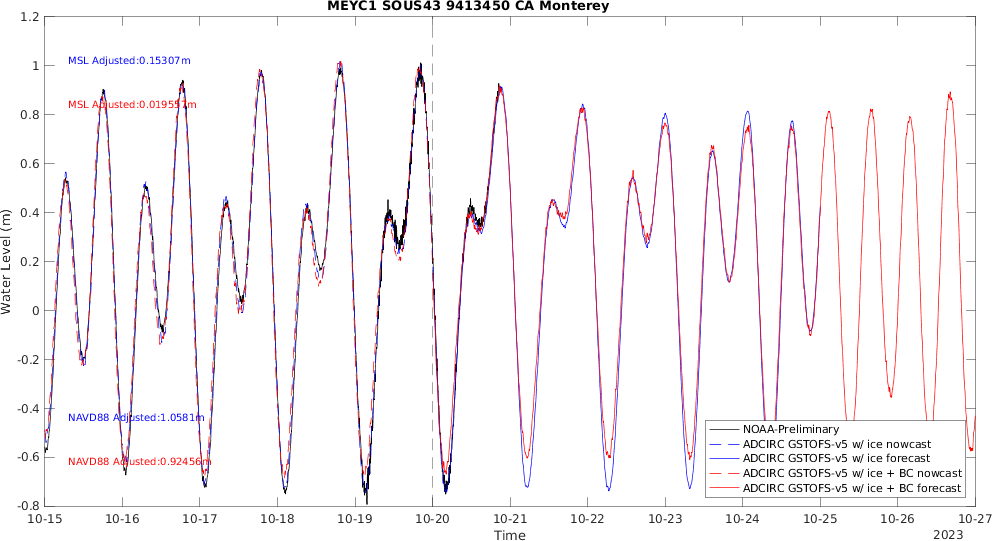 MEYC1 SOUS43 9413450 CA Monterey
1.2
1
0.8
0.6
0.4
0.2
0
-0.2
-0.4
-0.6
-0.8
Water Level (m)
MSL Adjusted:0.15307m
MSL Adjusted:0.019557m
NAVD88 Adjusted:1.0581m
NAVD88 Adjusted:0.92456m
NOAA-Preliminary
ADCIRC GSTOFS-v5 w/ ice nowcast
ADCIRC GSTOFS-v5 w/ ice forecast
ADCIRC GSTOFS-v5 w/ ice + BC nowcast
ADCIRC GSTOFS-v5 w/ ice + BC forecast
10-15 10-16 10-17 10-18 10-19 10-20 10-21 10-22 10-23 10-24 10-25 10-26 10-27
Time
2023